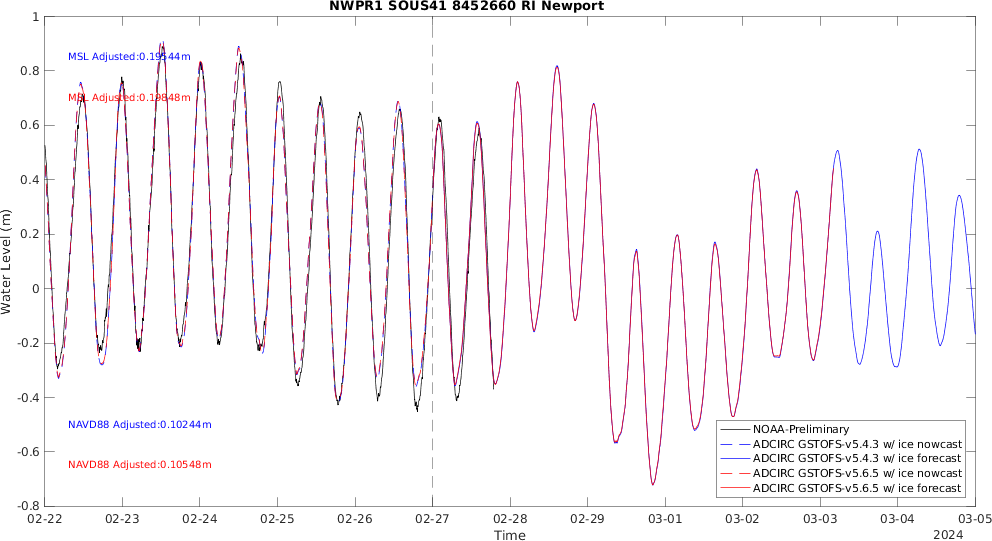 NWPR1 SOUS41 8452660 RI Newport
MSL Adjusted:0.19544m
MSL Adjusted:0.19848m
NAVD88 Adjusted:0.10244m
NAVD88 Adjusted:0.10548m
Water Level (m)
1
0.8
0.6
0.4
0.2
0
-0.2
-0.4
-0.6
-0.8
NOAA-Preliminary
ADCIRC GSTOFS-v5.4.3 w/ ice nowcast
ADCIRC GSTOFS-v5.4.3 w/ ice forecast
ADCIRC GSTOFS-v5.6.5 w/ ice nowcast
ADCIRC GSTOFS-v5.6.5 w/ ice forecast
02-22 02-23 02-24 02-25 02-26 02-27 02-28 02-29 03-01 03-02 03-03 03-04 03-05
Time
2024